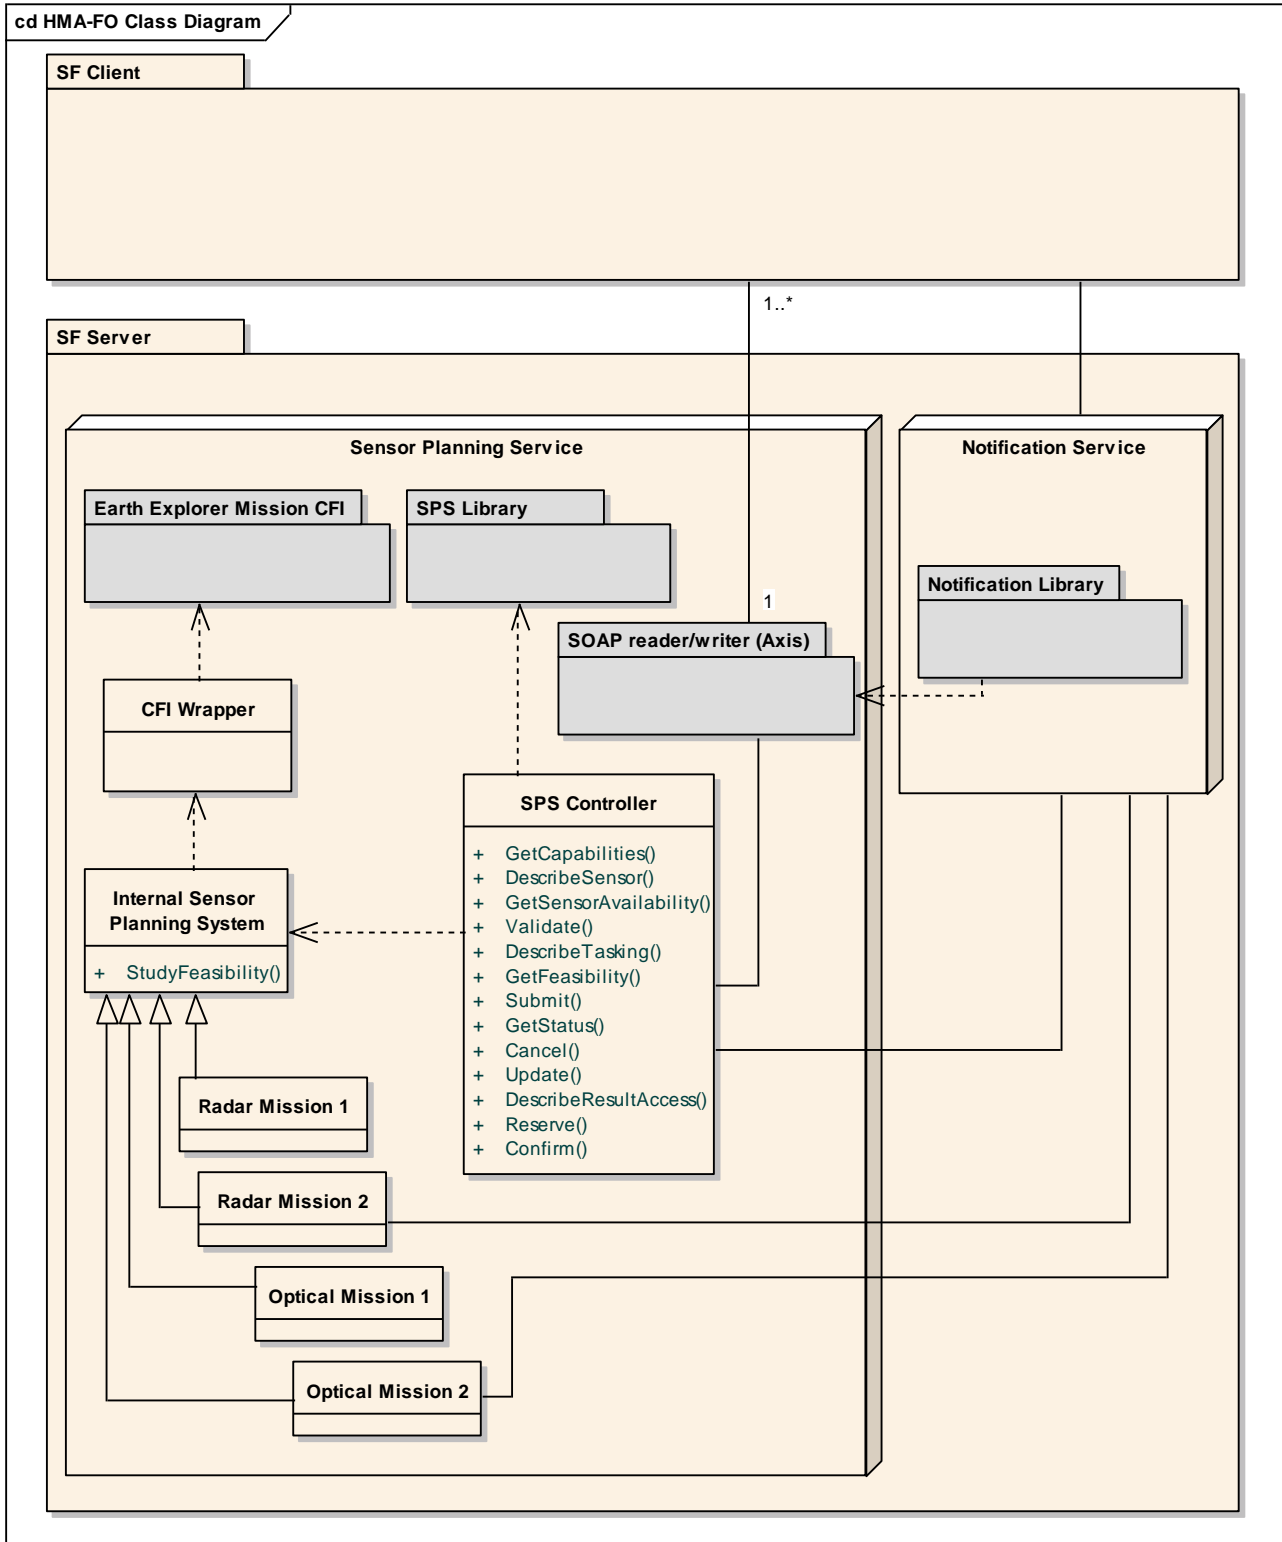 cd HMA-FO Class Diagram
SF Client
1..*
SF Server
Sensor Planning Service
Notification Service
Earth Explorer Mission CFI
SPS Library
Notification Library
1
SOAP reader/writer (Axis)
CFI Wrapper
SPS Controller
+ GetCapabilities()
+ DescribeSensor()
+ GetSensorAvailability()
+ Validate()
+ DescribeTasking()
+ GetFeasibility()
+ Submit()
+ GetStatus()
+ Cancel()
+ Update()
+ DescribeResultAccess()
+ Reserve()
+ Confirm()
Internal Sensor
Planning System
+ StudyFeasibility()
Radar Mission 1
Radar Mission 2
Optical Mission 1
Optical Mission 2